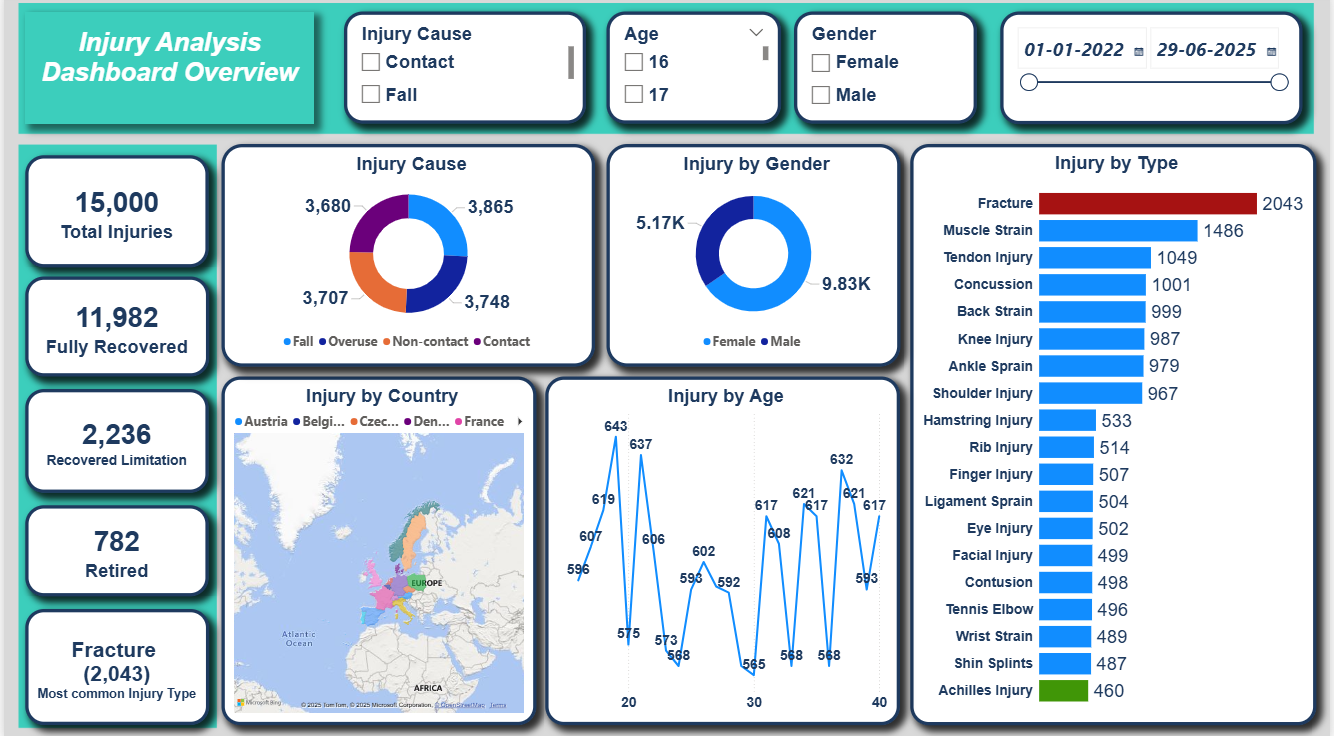 Injury Analysis
Dashboard Overview
Injury Cause
Contact
Fall
Age
16
17
Gender
Female
Male
01-01-2022
29-06-2025
15,000
Total Injuries
11,982
Fully Recovered
2,236
Recovered Limitation
782
Retired
Fracture
(2,043)
Most common Injury Type
Injury Cause
3,680
3,865
3,707
3,748
Fall Overuse Non-contact Contact
Injury by Gender
5.17K
9.83K
Female Male
Injury by Country
Austria Belgi... Czec... Den... France
EUROPE
Atlantic
Ocean
AFRICA
Microsoft Bing
© 2025 TomTom, © 2025 Microsoft Corporation, © OpenStreetMap Terms
Injury by Age
643
637
632
619
621
621
617
617
617
607
606
608
602
596
593
592
593
575
573
568
565
568
568
20
30
40
Injury by Type
Fracture 2043
Muscle Strain 1486
Tendon Injury 1049
Concussion 1001
Back Strain 999
Knee Injury 987
Ankle Sprain 979
Shoulder Injury 967
Hamstring Injury 533
Rib Injury 514
Finger Injury 507
Ligament Sprain 504
Eye Injury 502
Facial Injury 499
Contusion 498
Tennis Elbow 496
Wrist Strain 489
Shin Splints 487
Achilles Injury 460